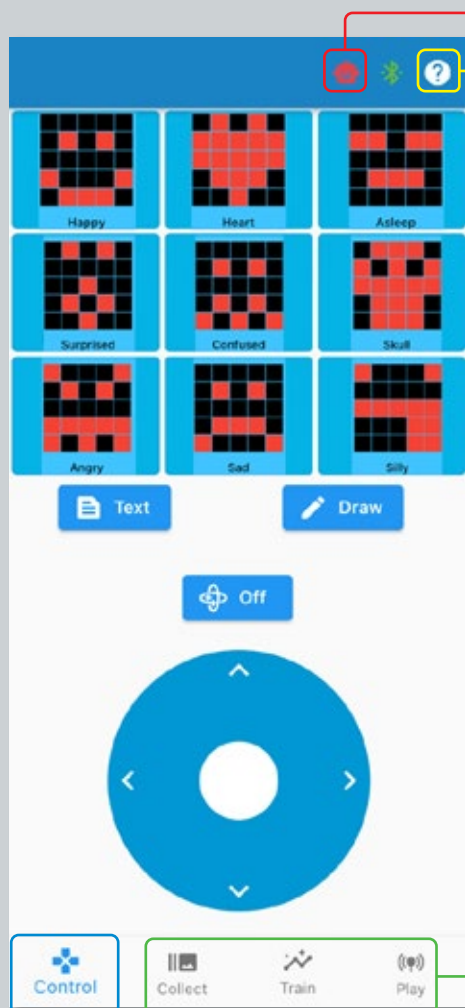 ?
Happy Heart Asleep
Surprised Confused Skull
Angry Sad Silly
Text Draw
Off
Control Collect Train Play